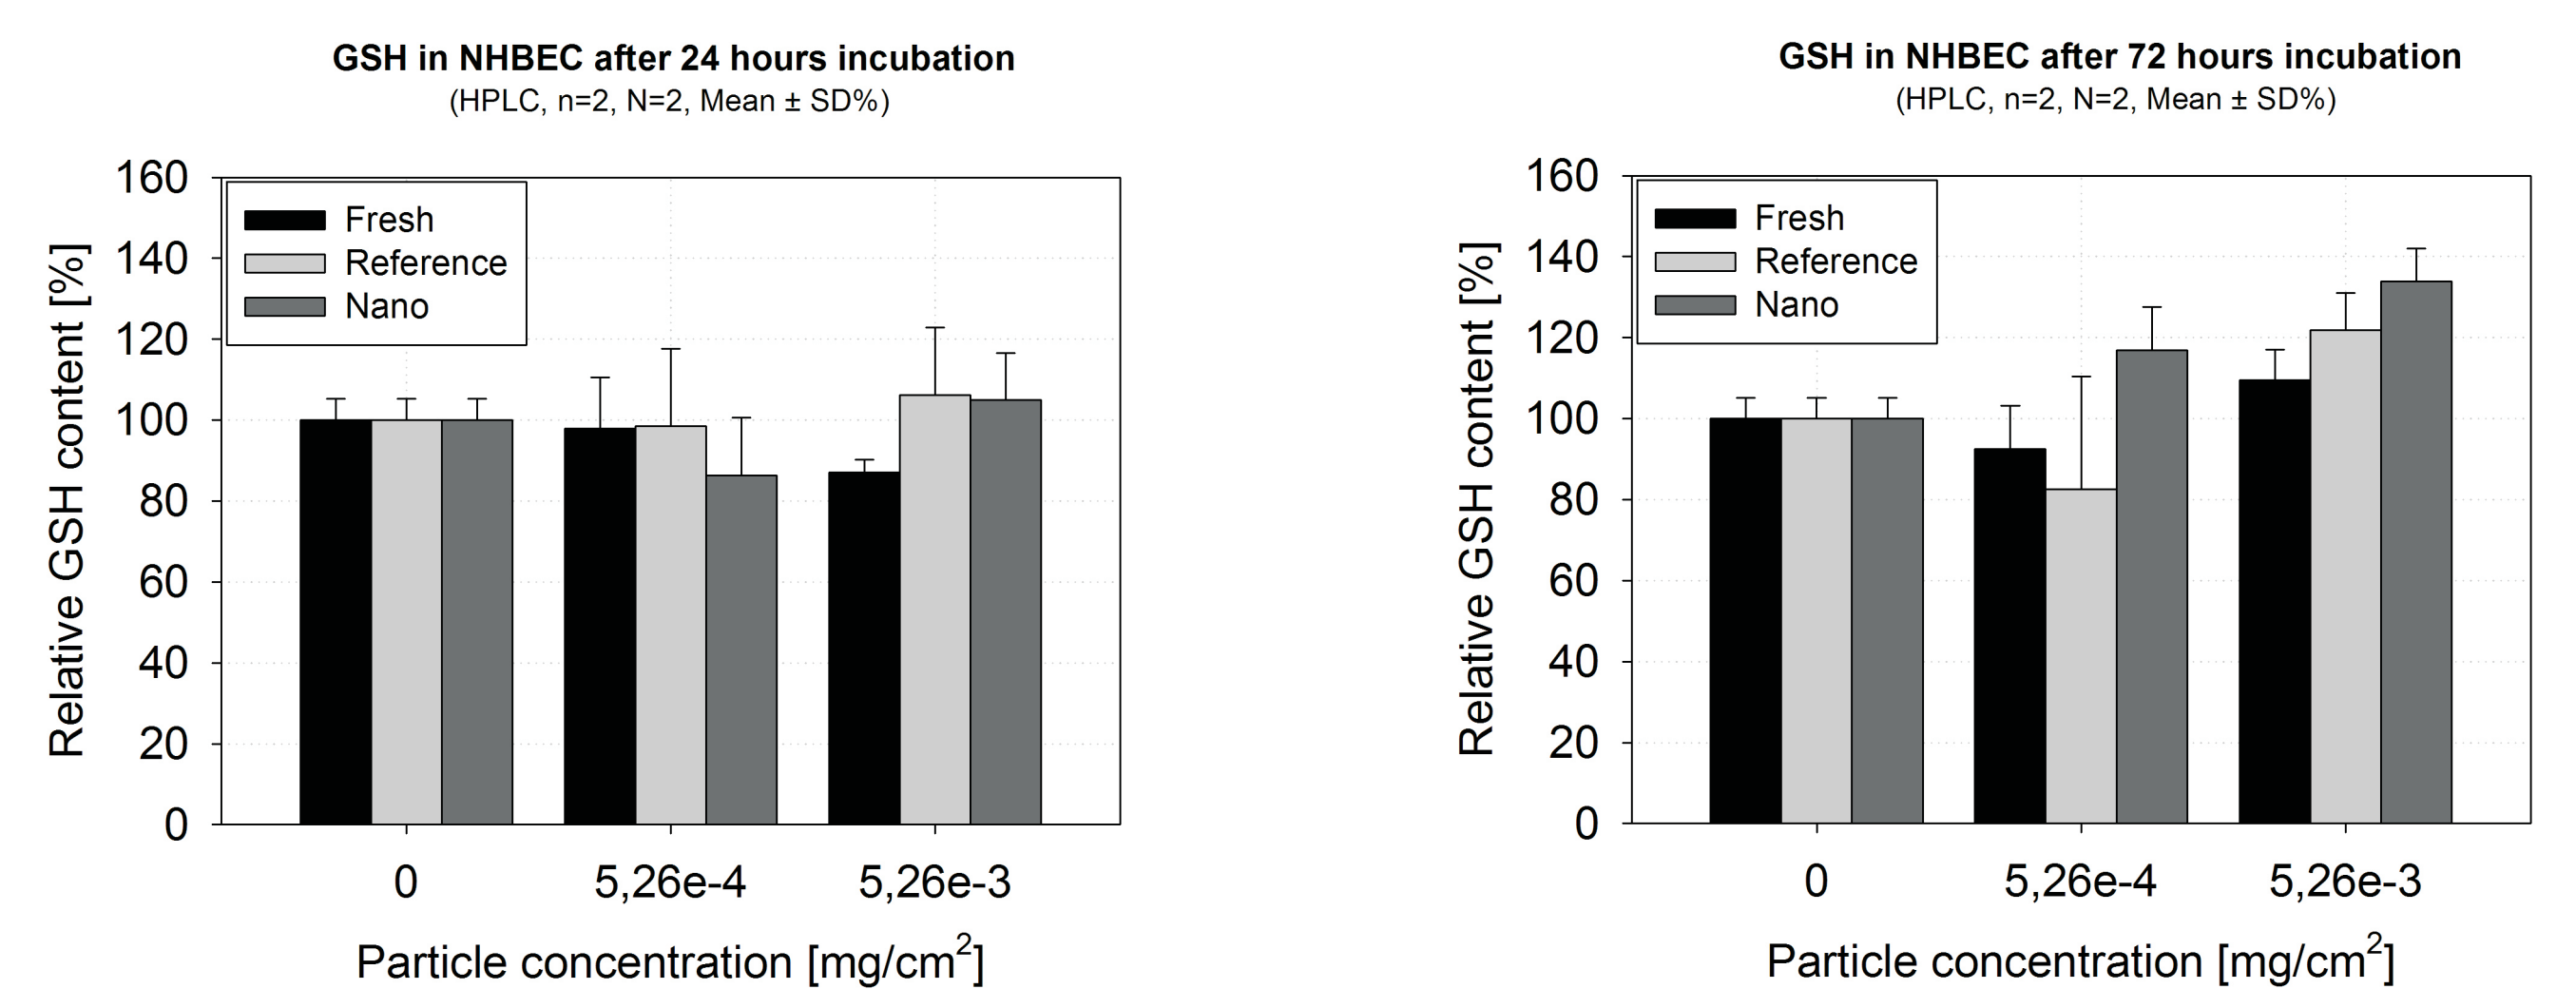 GSH in NHBEC after 24 hours incubation
(HPLC, n=2, N=2, Mean ± SD%)
Relative GSH content [%]
160
140
120
100
80
60
40
20
0
Fresh
Reference
Nano
0
5,26e-4
5,26e-3
Particle concentration [mg/cm²]
GSH in NHBEC after 72 hours incubation
(HPLC, n=2, N=2, Mean ± SD%)
Relative GSH content [%]
160
140
120
100
80
60
40
20
0
Fresh
Reference
Nano
0
5,26e-4
5,26e-3
Particle concentration [mg/cm²]